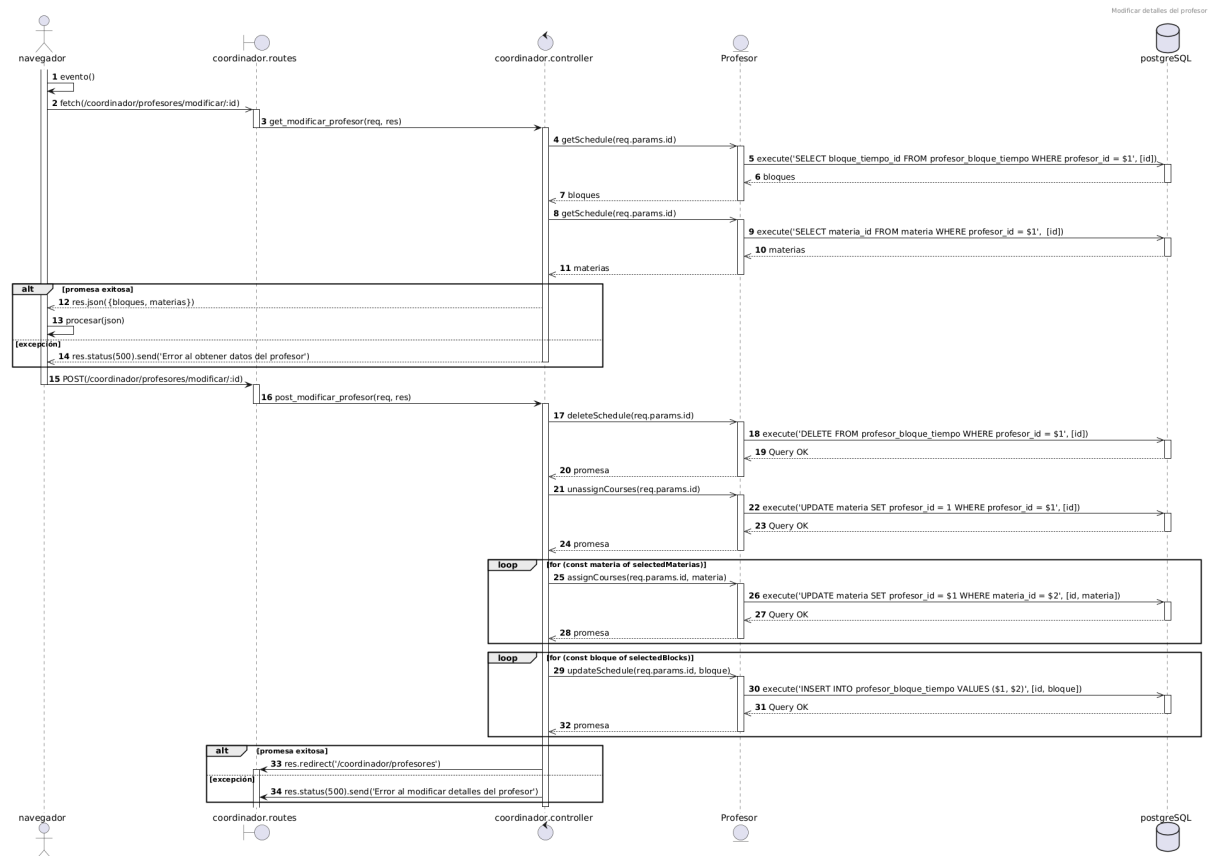 Modificar detalles del profesor
navegador
coordinador.routes
coordinador.controller
Profesor
postgreSQL
1 evento()
2 fetch(/coordinador/profesores/modificar/:id)
3 get_modificar_profesor(req, res)
4 getSchedule(req.params.id)
5 execute('SELECT bloque_tiempo_id FROM profesor_bloque_tiempo WHERE profesor_id = $1', [id])
6 bloques
7 bloques
8 getSchedule(req.params.id)
9 execute('SELECT materia_id FROM materia WHERE profesor_id = $1', [id])
10 materias
11 materias
alt [promesa exitosa]
12 res.json({bloques, materias})
13 procesar(json)
[excepción]
14 res.status(500).send('Error al obtener datos del profesor')
15 POST(/coordinador/profesores/modificar/:id)
16 post_modificar_profesor(req, res)
17 deleteSchedule(req.params.id)
18 execute('DELETE FROM profesor_bloque_tiempo WHERE profesor_id = $1', [id])
19 Query OK
20 promesa
21 unassignCourses(req.params.id)
22 execute('UPDATE materia SET profesor_id = 1 WHERE profesor_id = $1', [id])
23 Query OK
24 promesa
loop [for (const materia of selectedMaterias)]
25 assignCourses(req.params.id, materia)
26 execute('UPDATE materia SET profesor_id = $1 WHERE materia_id = $2', [id, materia])
27 Query OK
28 promesa
loop [for (const bloque of selectedBlocks)]
29 updateSchedule(req.params.id, bloque)
30 execute('INSERT INTO profesor_bloque_tiempo VALUES ($1, $2)', [id, bloque])
31 Query OK
32 promesa
alt [promesa exitosa]
33 res.redirect('/coordinador/profesores')
[excepción]
34 res.status(500).send('Error al modificar detalles del profesor')
navegador
coordinador.routes
coordinador.controller
Profesor
postgreSQL